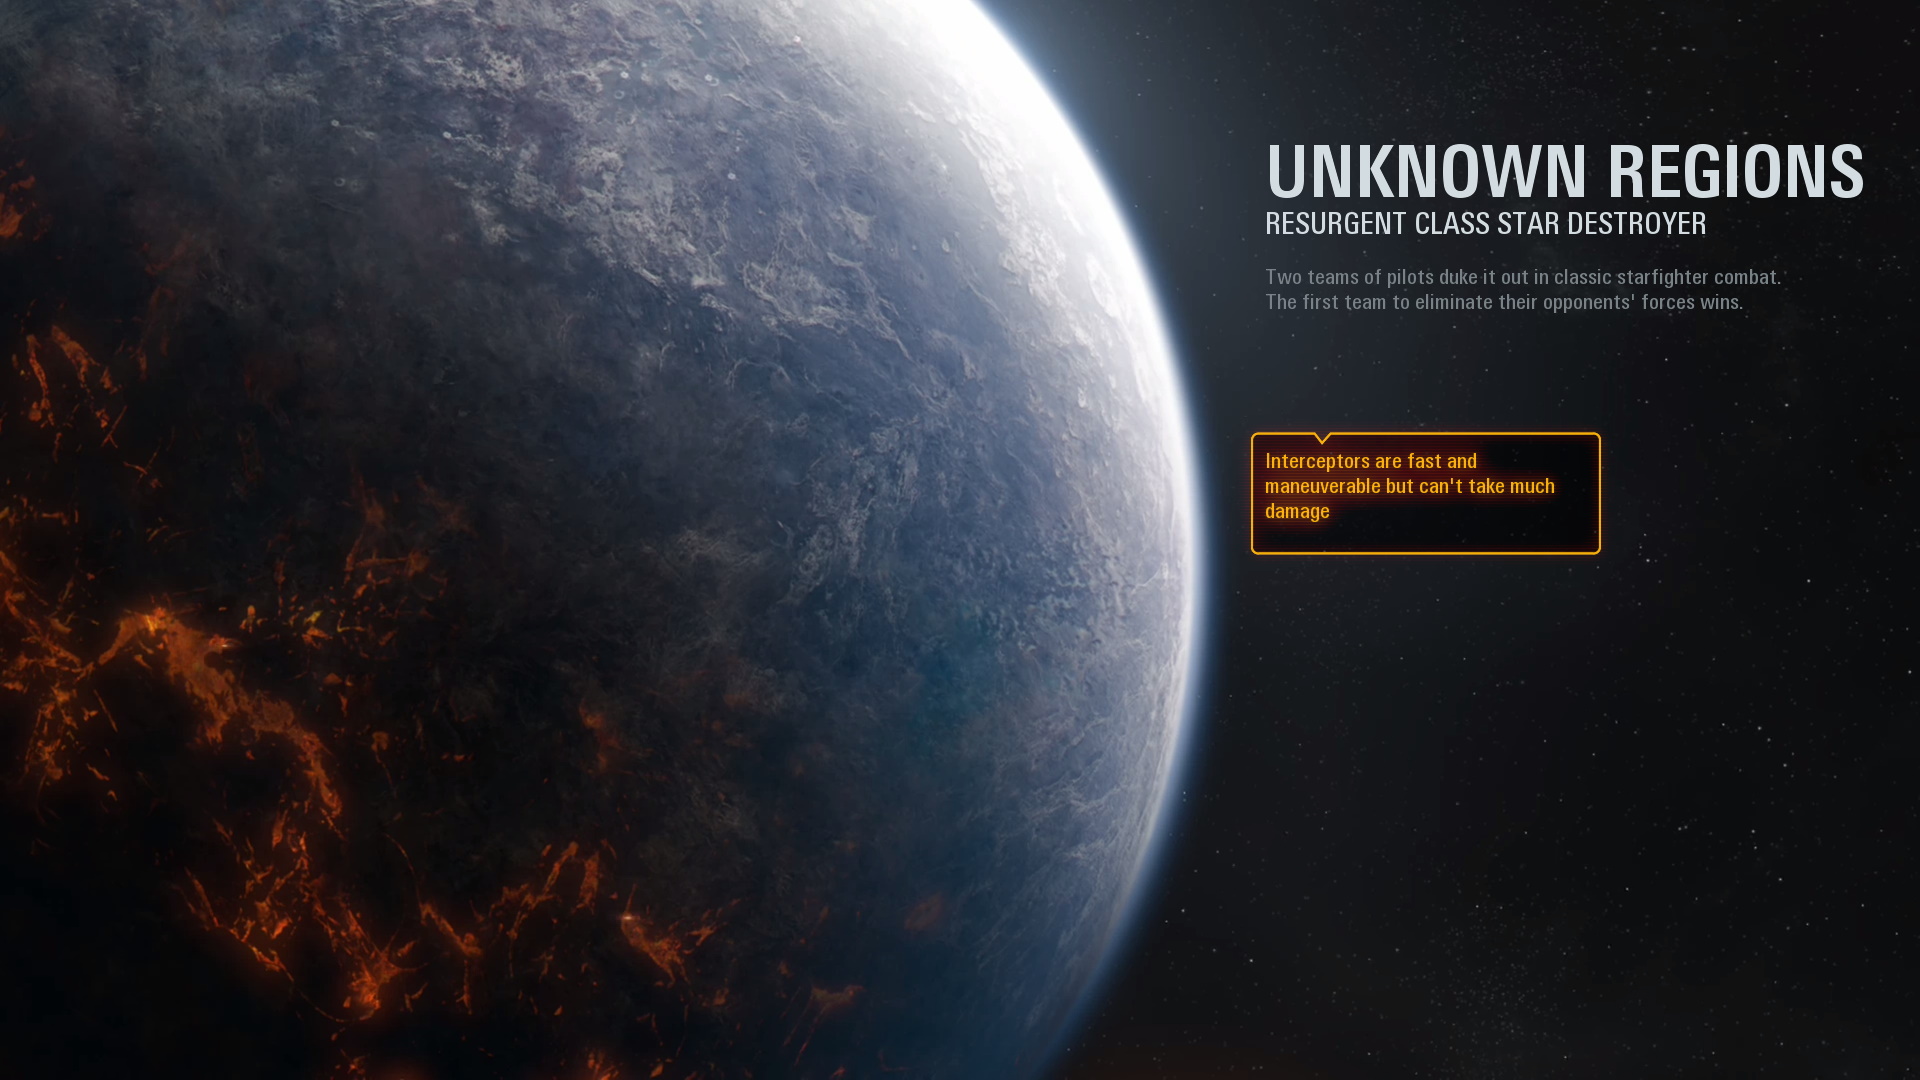 UNKNOWN REGIONS
RESURGENT CLASS STAR DESTROYER
Two teams of pilots duke it out in classic starfighter combat.
The first team to eliminate their opponents' forces wins.
Interceptors are fast and
maneuverable but can't take much
damage